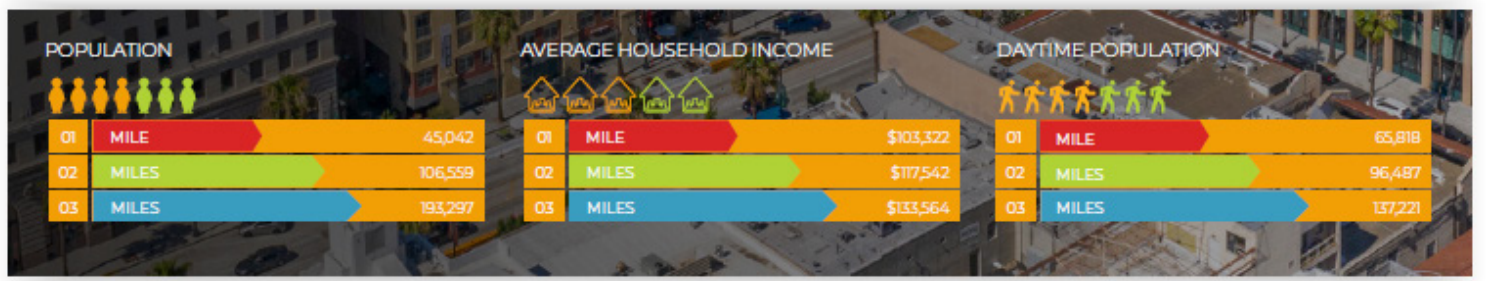 POPULATION
01 MILE 45,042
02 MILES 106,559
03 MILES 193,297
AVERAGE HOUSEHOLD INCOME
01 MILE $103,322
02 MILES $117,542
03 MILES $133,564
DAYTIME POPULATION
01 MILE 65,818
02 MILES 96,487
03 MILES 137,221